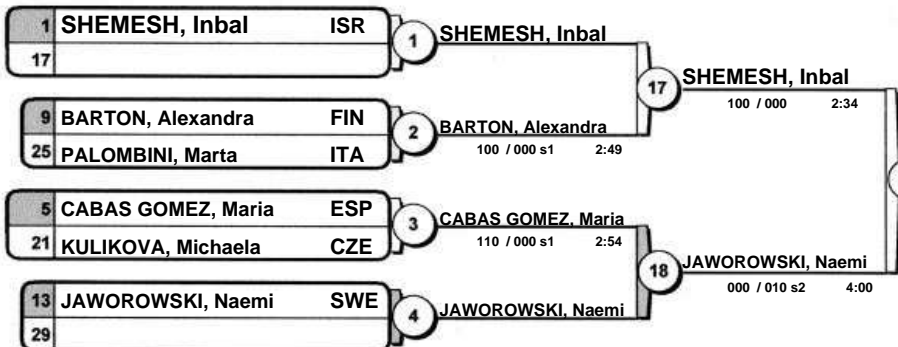 1 SHEMESH, Inbal ISR
17
1 SHEMESH, Inbal
9 BARTON, Alexandra FIN
25 PALOMBINI, Marta ITA
2 BARTON, Alexandra
100 / 000 s1 2:49
17 SHEMESH, Inbal
100 / 000 2:34
5 CABAS GOMEZ, Maria ESP
21 KULIKOVA, Michaela CZE
3 CABAS GOMEZ, Maria
110 / 000 s1 2:54
13 JAWOROWSKI, Naemi SWE
29
4 JAWOROWSKI, Naemi
18 JAWOROWSKI, Naemi
000 / 010 s2 4:00